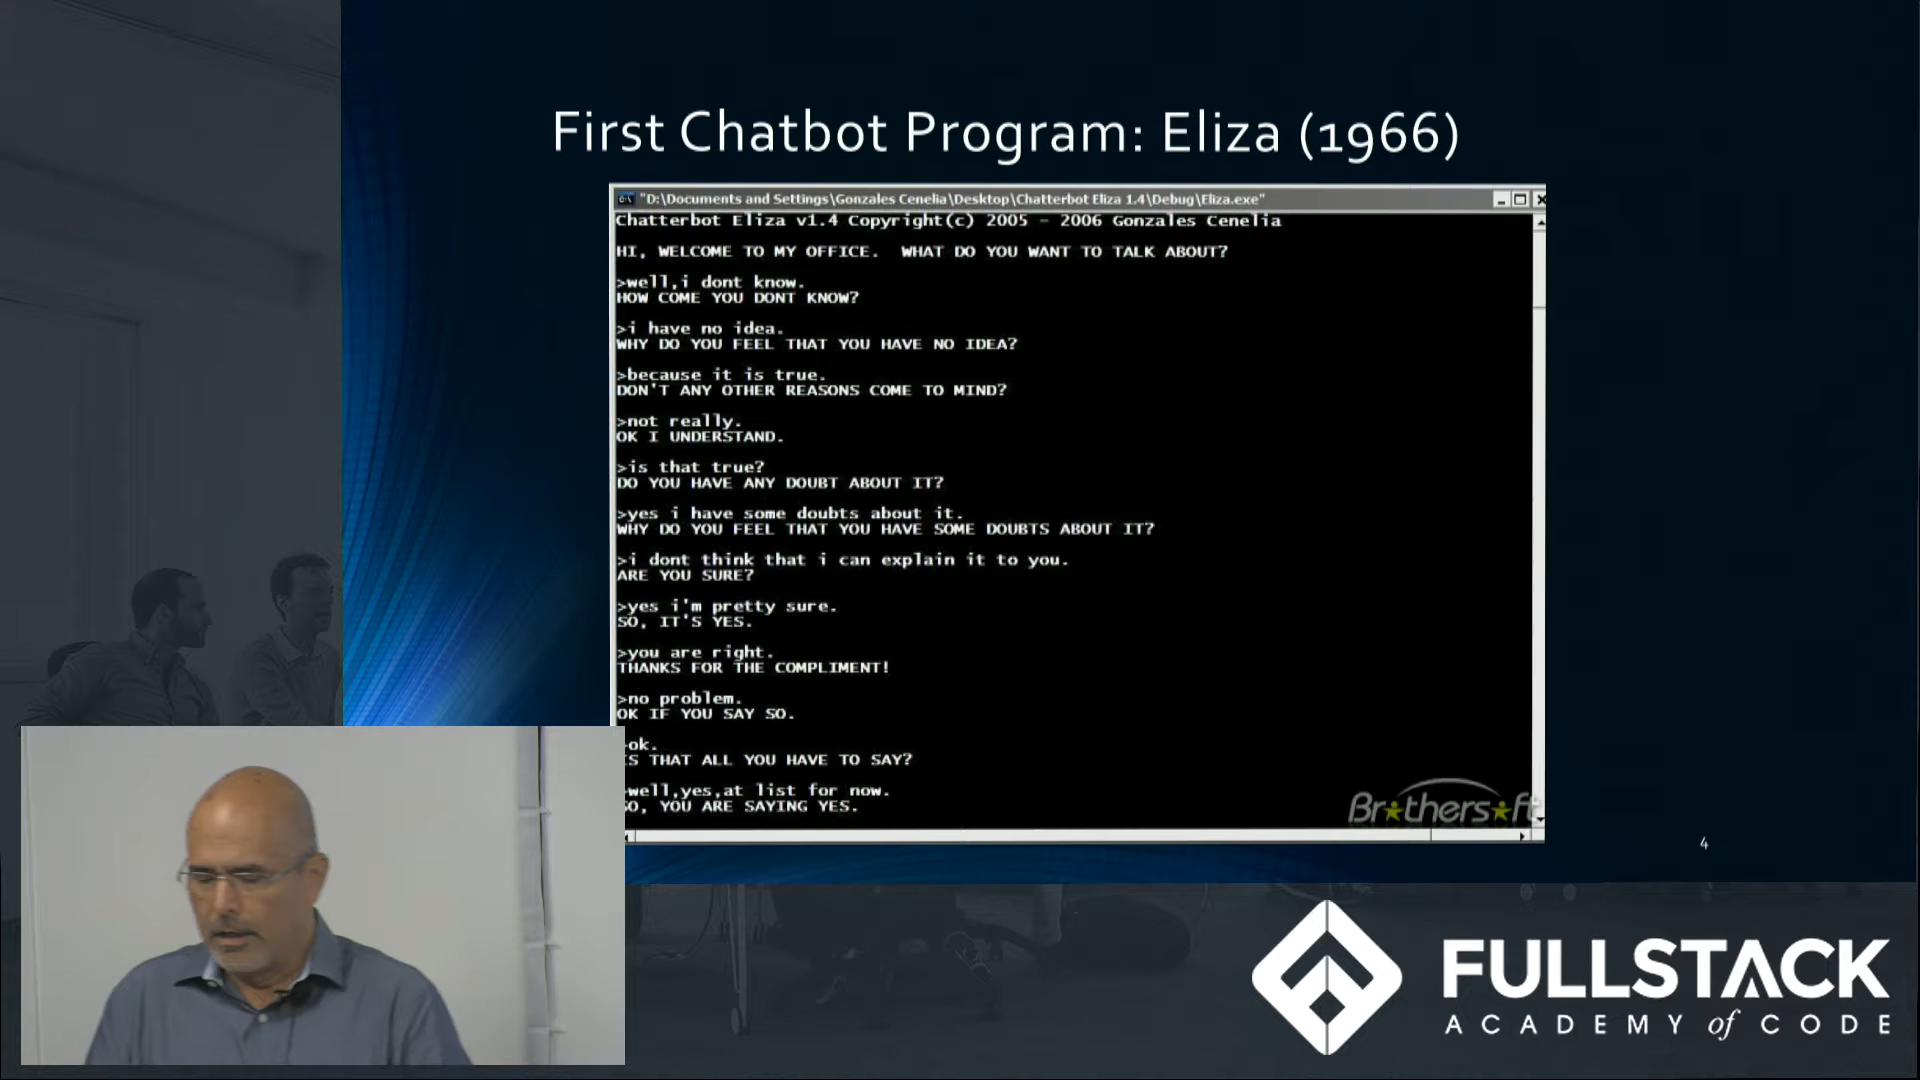 First Chatbot Program: Eliza (1966)
"D:\Documents and Settings\Gonzales Cenelia\Desktop\Chatterbot Eliza 1.4\Debug\Eliza.exe"
Chatterbot Eliza v1.4 Copyright(c) 2005 - 2006 Gonzales Cenelia
HI, WELCOME TO MY OFFICE.  WHAT DO YOU WANT TO TALK ABOUT?
>well,i dont know.
HOW COME YOU DONT KNOW?
>i have no idea.
WHY DO YOU FEEL THAT YOU HAVE NO IDEA?
>because it is true.
DON'T ANY OTHER REASONS COME TO MIND?
>not really.
OK I UNDERSTAND.
>is that true?
DO YOU HAVE ANY DOUBT ABOUT IT?
>yes i have some doubts about it.
WHY DO YOU FEEL THAT YOU HAVE SOME DOUBTS ABOUT IT?
>i dont think that i can explain it to you.
ARE YOU SURE?
>yes i'm pretty sure.
SO, IT'S YES.
>you are right.
THANKS FOR THE COMPLIMENT!
>no problem.
OK IF YOU SAY SO.
ok.
IS THAT ALL YOU HAVE TO SAY?
well,yes,at list for now.
SO, YOU ARE SAYING YES.
Brothersoft
4
FULLSTACK
ACADEMY of CODE